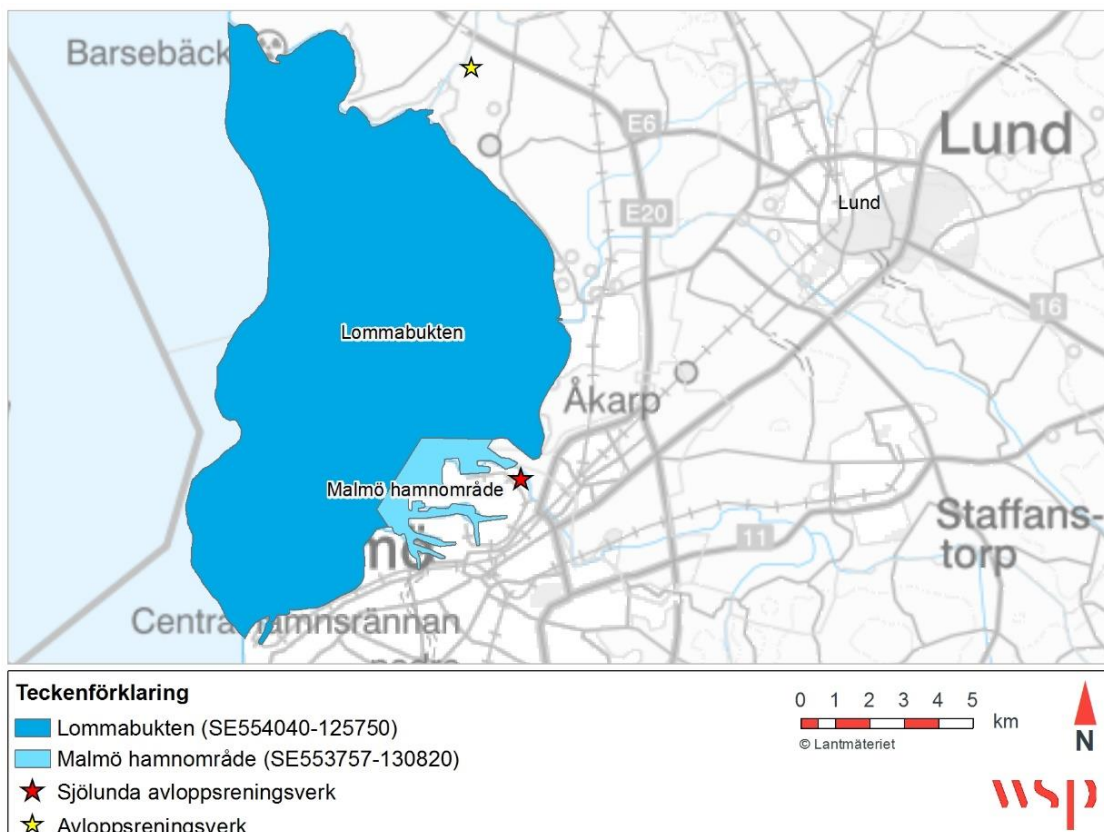 Barsebäck
E6
Lund
E20
Lund
16
Lommabukten
Åkarp
Malmö hamnområde
Staffans-
torp
11
Centralhamnsrännan
Teckenförklaring
Lommabukten (SE554040-125750)
Malmö hamnområde (SE553757-130820)
Sjölunda avloppsreningsverk
Avloppsreningsverk
0 1 2 3 4 5
km
© Lantmäteriet
N
wsp